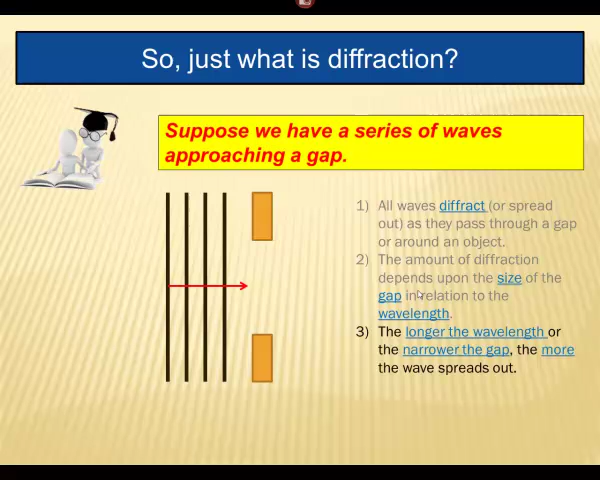 So, just what is diffraction?
Suppose we have a series of waves
approaching a gap.
1) All waves diffract (or spread
out) as they pass through a gap
or around an object.
2) The amount of diffraction
depends upon the size of the
gap in relation to the
wavelength.
3) The longer the wavelength or
the narrower the gap, the more
the wave spreads out.